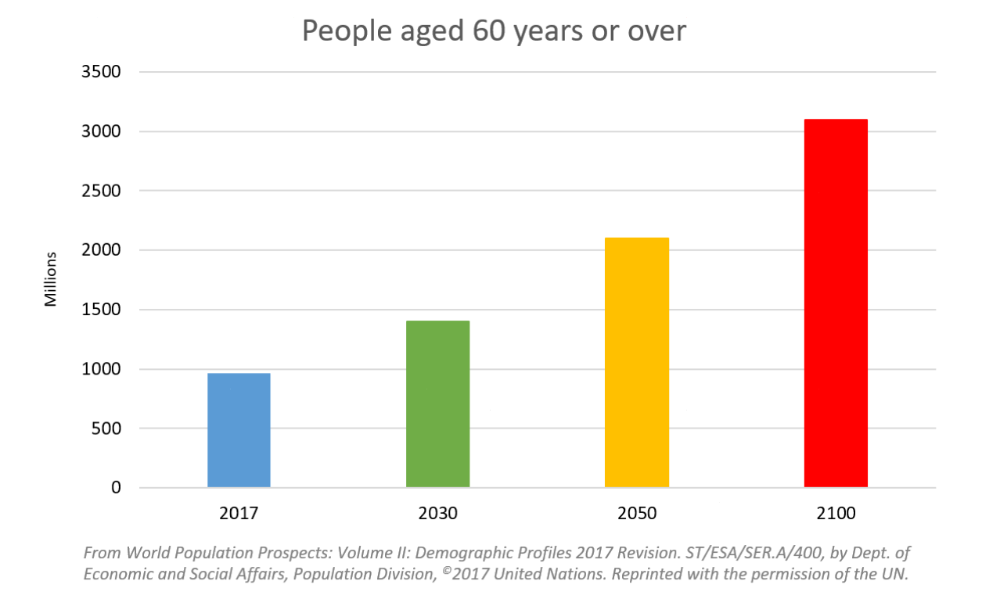 People aged 60 years or over
3500
3000
2500
2000
1500
1000
500
0
Millions
2017 2030 2050 2100
From World Population Prospects: Volume II: Demographic Profiles 2017 Revision. ST/ESA/SER.A/400, by Dept. of
Economic and Social Affairs, Population Division, ©2017 United Nations. Reprinted with the permission of the UN.